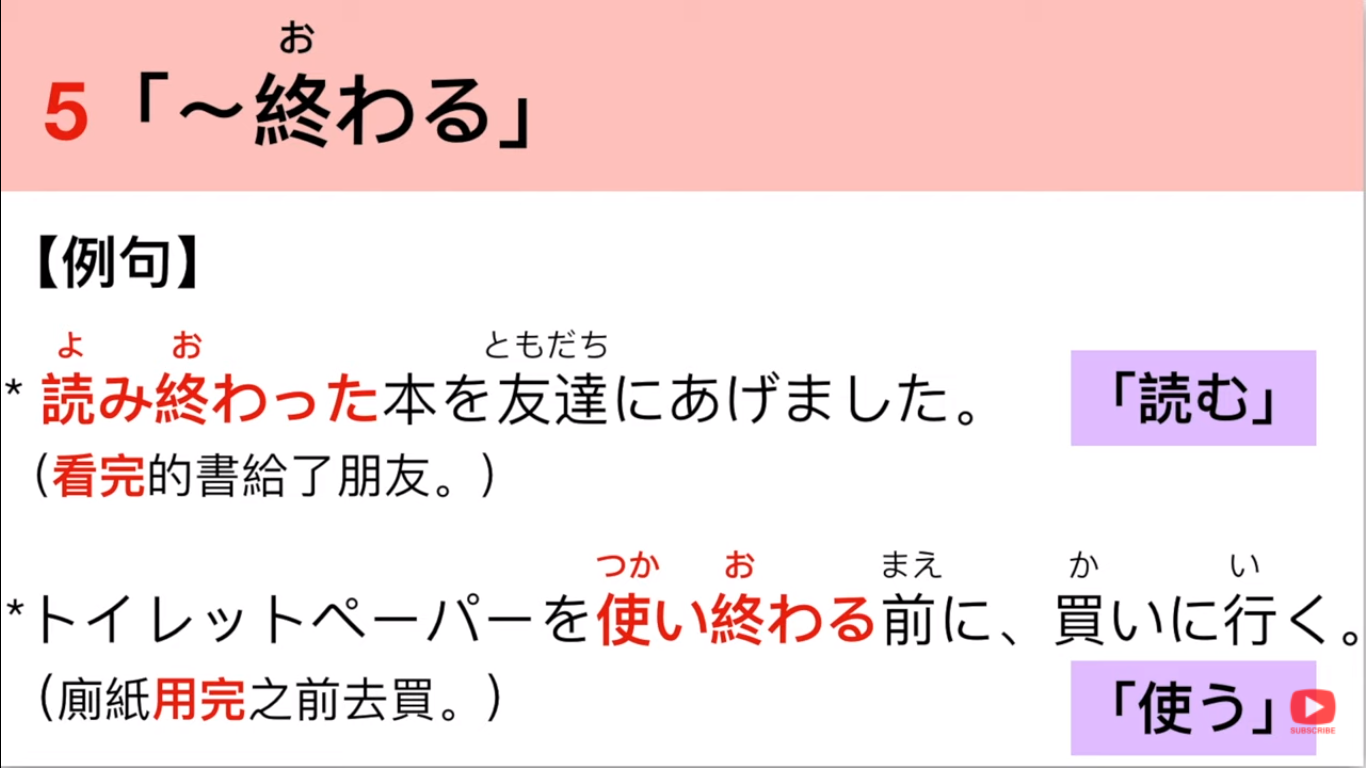 お
5「～終わる」
【例句】
よ お ともだち
* 読み終わった本を友達にあげました。
「読む」
（看完的書給了朋友。）
つか お まえ か い
*トイレットペーパーを使い終わる前に、買いに行く。
（廁紙用完之前去買。）
「使う」
SUBSCRIBE